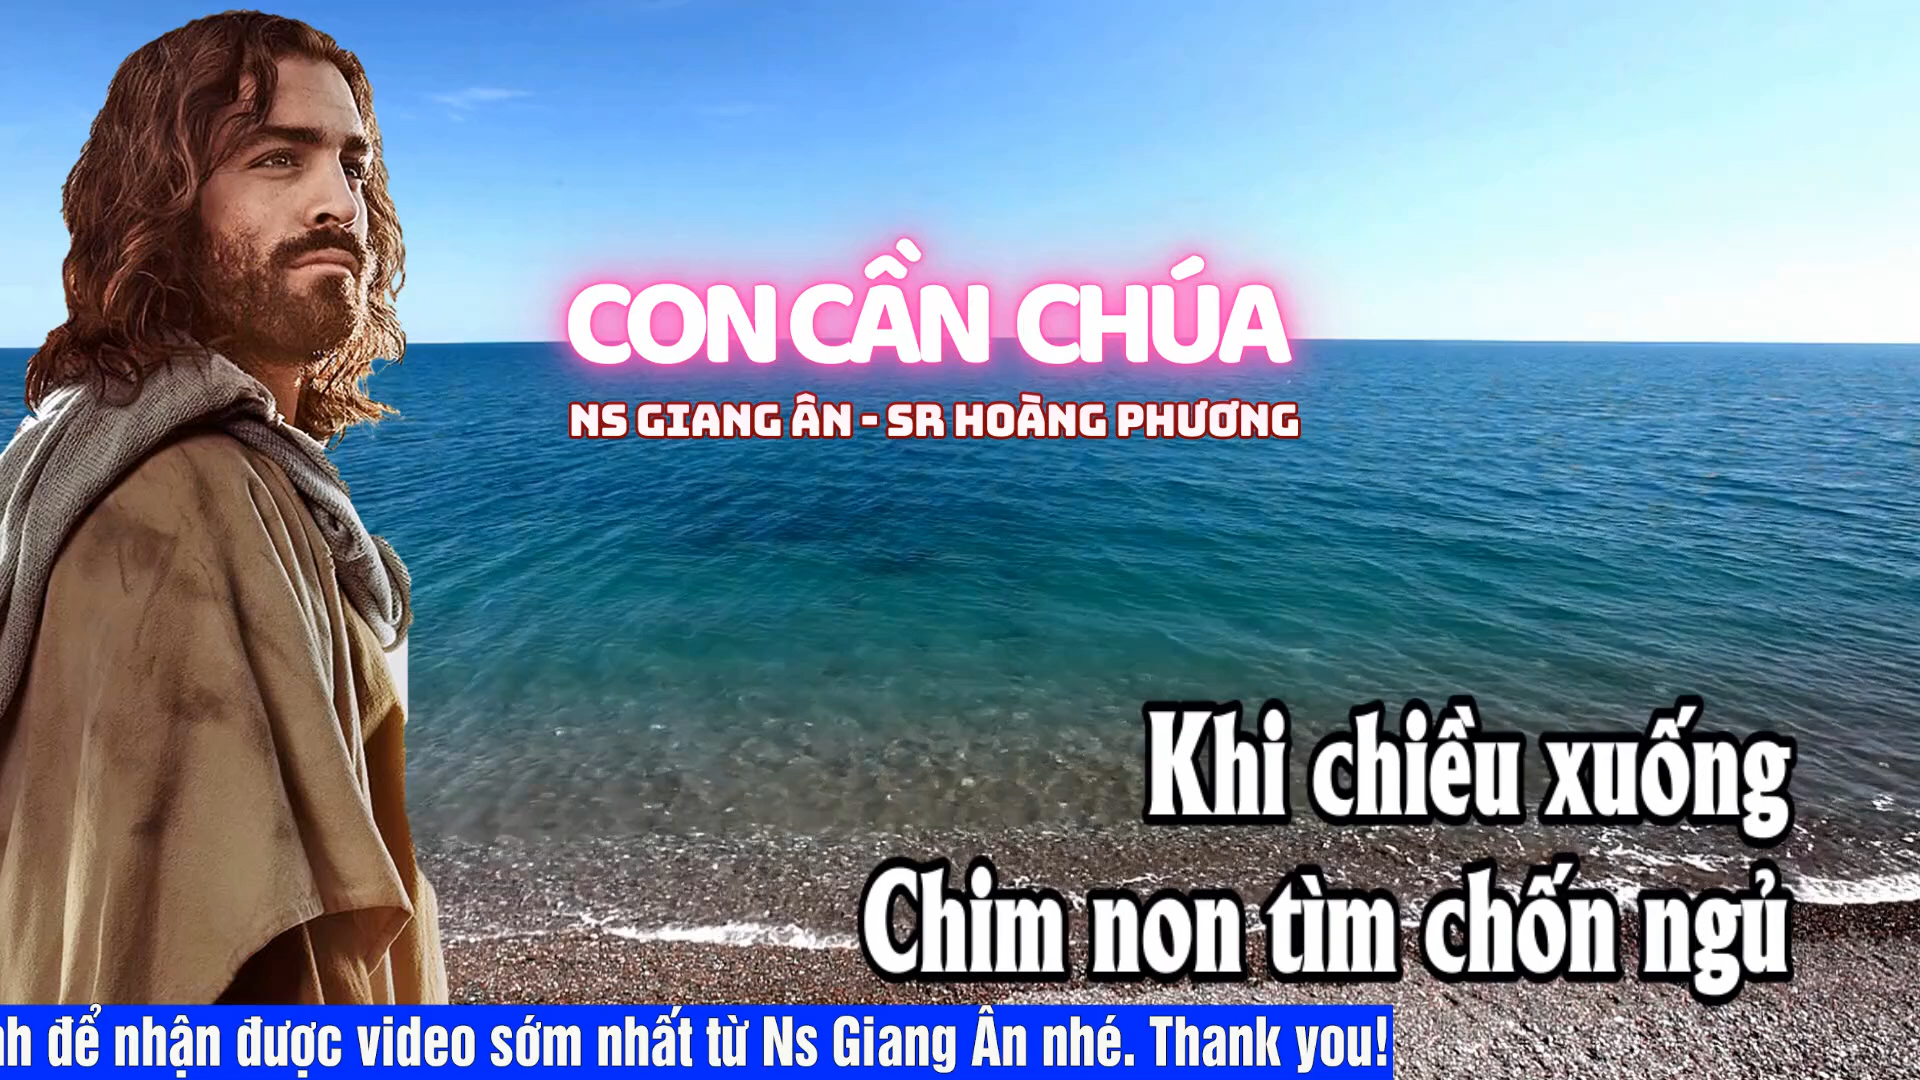 CON CẦN CHÚA
NS GIANG ÂN - SR HOÀNG PHƯƠNG
Khi chiều xuống
Chim non tìm chốn ngủ
để nhận được video sớm nhất từ Ns Giang Ân nhé. Thank you!